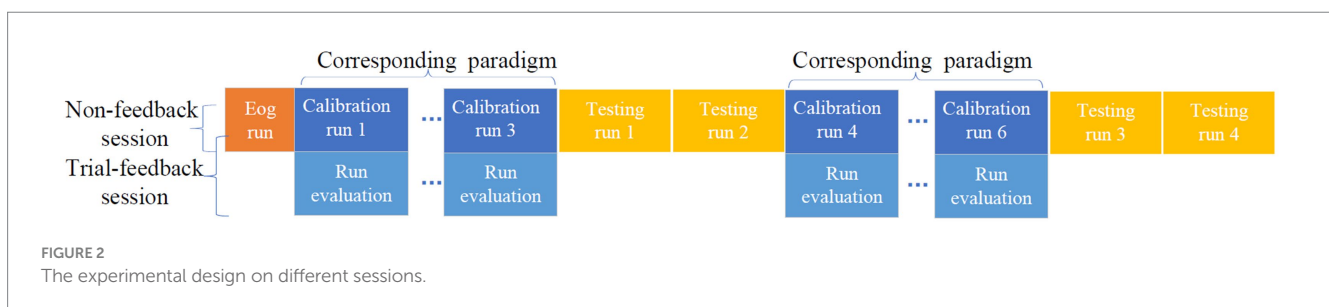 Corresponding paradigm
Corresponding paradigm
Non-feedback
session
Trial-feedback
session
Eog
run
Calibration
run 1
...
Calibration
run 3
Testing
run 1
Testing
run 2
Calibration
run 4
...
Calibration
run 6
Testing
run 3
Testing
run 4
Run
evaluation
...
Run
evaluation
Run
evaluation
...
Run
evaluation
FIGURE 2
The experimental design on different sessions.